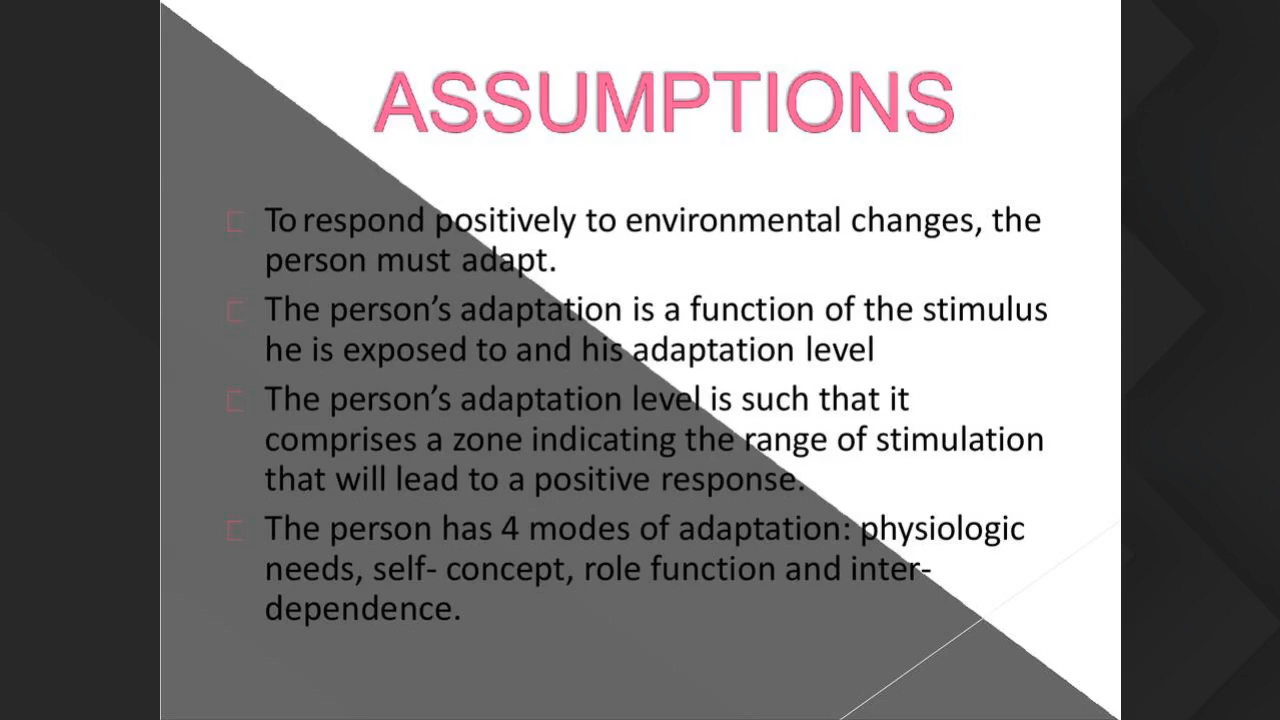 ASSUMPTIONS
To respond positively to environmental changes, the
person must adapt.
The person’s adaptation is a function of the stimulus
he is exposed to and his adaptation level
The person’s adaptation level is such that it
comprises a zone indicating the range of stimulation
that will lead to a positive response.
The person has 4 modes of adaptation: physiologic
needs, self- concept, role function and inter-
dependence.